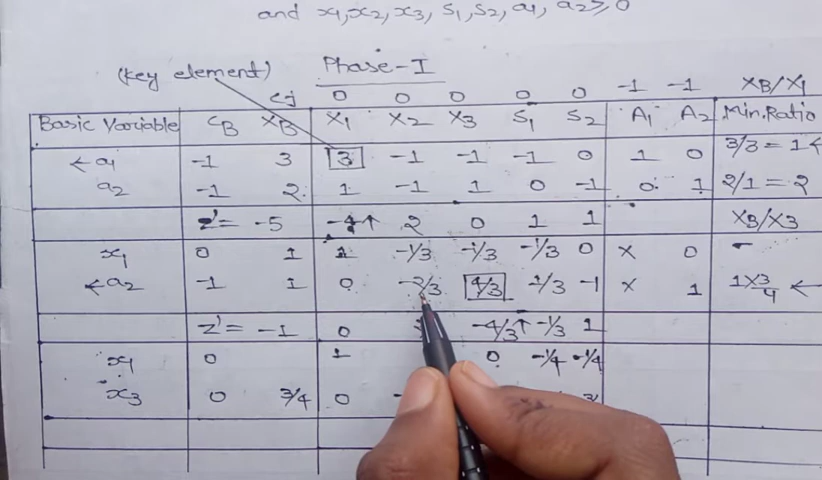 and x1, x2, x3, s1, s2, a1, a2 ≥ 0
(key element) Phase-I
Cj 0 0 0 0 0 -1 -1 XB/X1
Basic Variable CB XB X1 X2 X3 S1 S2 A1 A2 Min.Ratio
← a1 -1 3 3 -1 -1 -1 0 1 0 3/3 = 1 ←
a2 -1 2 1 -1 1 0 -1 0 1 2/1 = 2
z' = -5 -4↑ 2 0 1 1 XB/X3
x1 0 1 1 -1/3 -1/3 -1/3 0 x 0 -
← a2 -1 1 0 -2/3 4/3 1/3 -1 x 1 1×3/4 ←
z' = -1 0 -4/3↑ -1/3 1
x1 0 1 0 -1/4 -1/4
x3 0 3/4 0